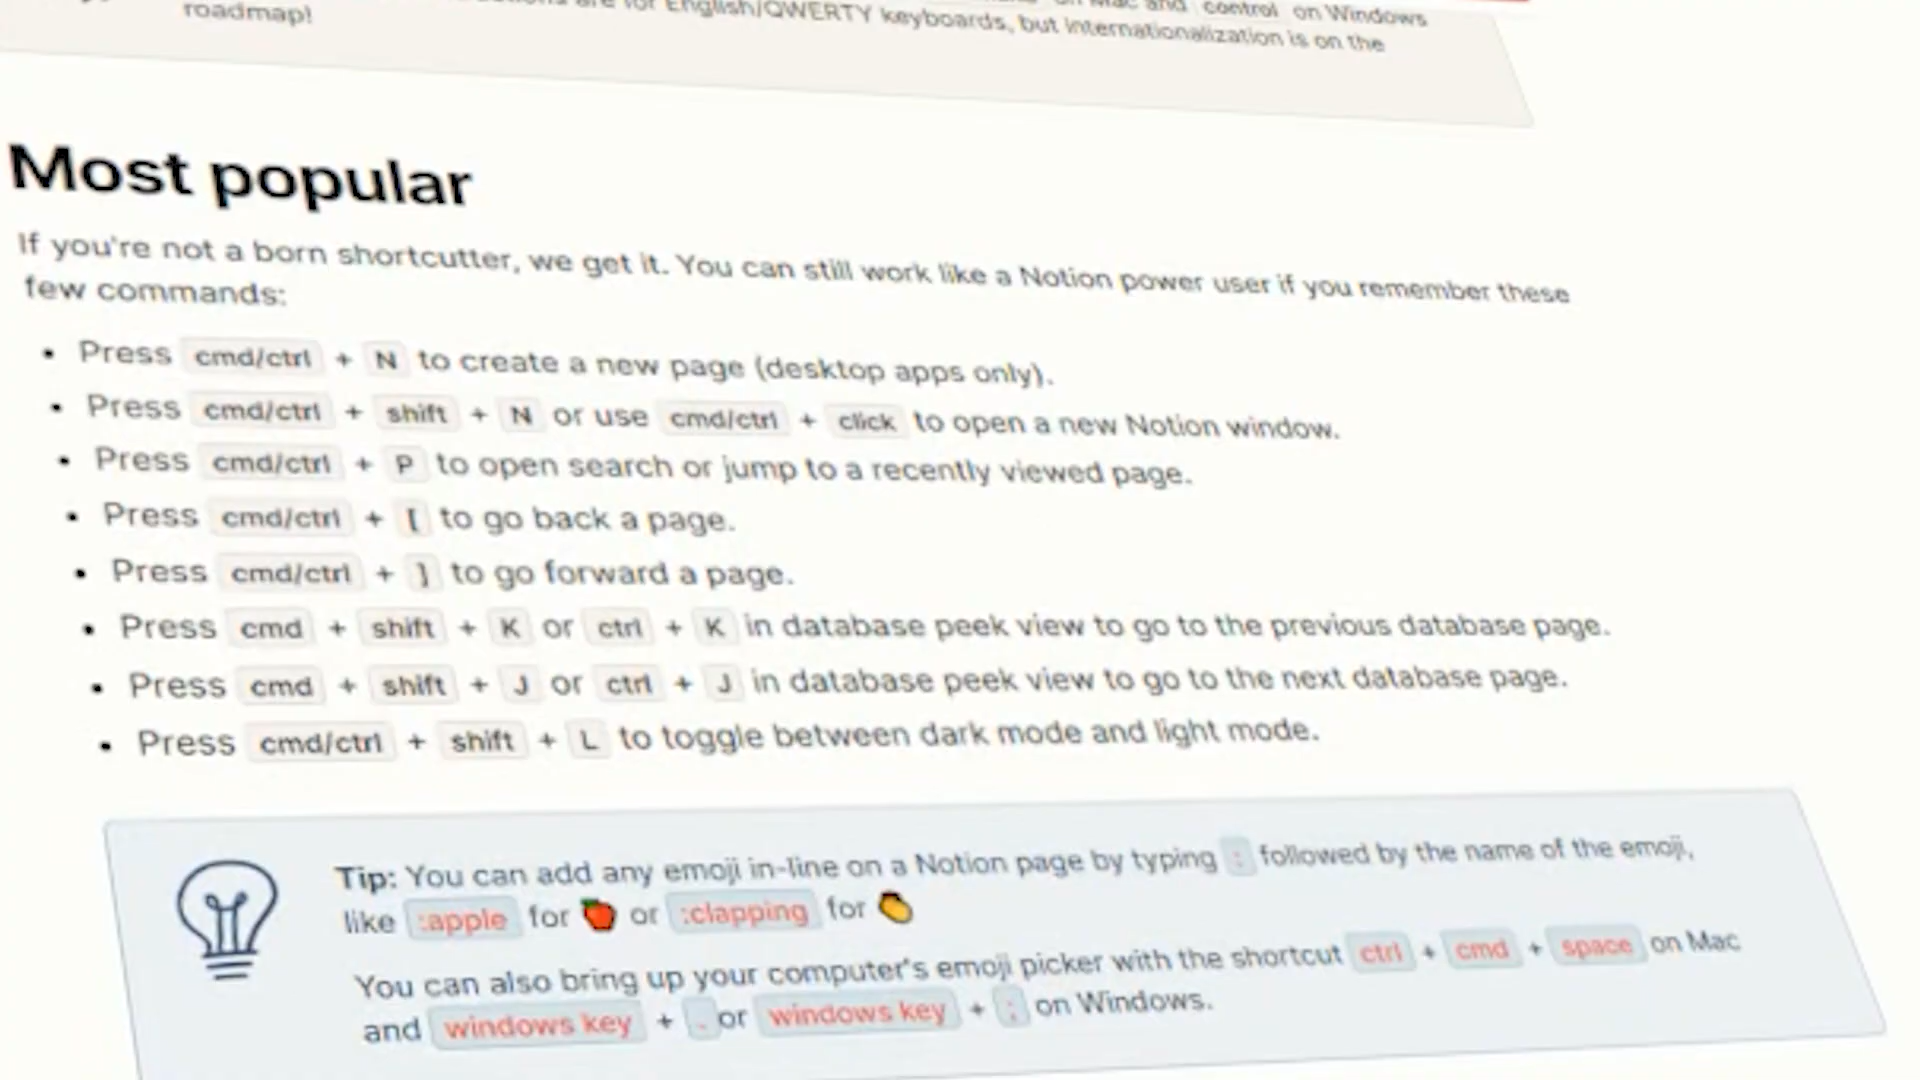 for English/QWERTY keyboards, but internationalization is on the
on Mac and control on Windows
roadmap!
Most popular
If you're not a born shortcutter, we get it. You can still work like a Notion power user if you remember these
few commands:
• Press cmd/ctrl + N to create a new page (desktop apps only).
• Press cmd/ctrl + shift + N or use cmd/ctrl + click to open a new Notion window.
• Press cmd/ctrl + P to open search or jump to a recently viewed page.
• Press cmd/ctrl + [ to go back a page.
• Press cmd/ctrl + ] to go forward a page.
• Press cmd + shift + K or ctrl + K in database peek view to go to the previous database page.
• Press cmd + shift + J or ctrl + J in database peek view to go to the next database page.
• Press cmd/ctrl + shift + L to toggle between dark mode and light mode.
Tip: You can add any emoji in-line on a Notion page by typing : followed by the name of the emoji,
like :apple for 🍎 or :clapping for 👏
You can also bring up your computer's emoji picker with the shortcut ctrl + cmd + space on Mac
and windows key + . or windows key + ; on Windows.